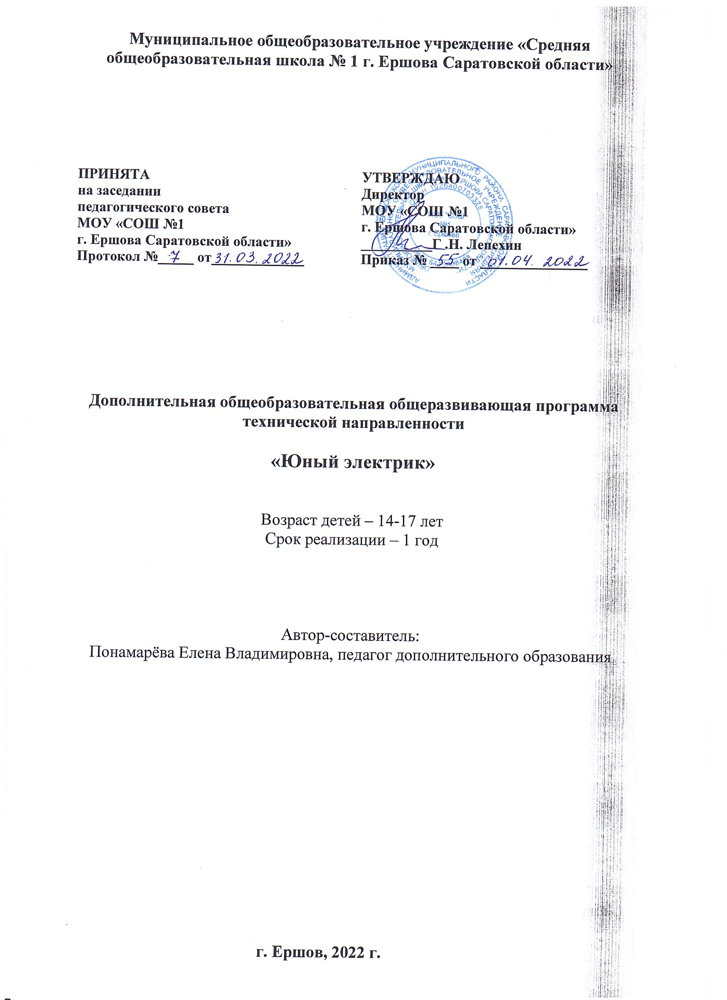 Муниципальное общеобразовательное учреждение «Средняя
общеобразовательная школа № 1 г. Ершова Саратовской области»
ПРИНЯТА
на заседании
педагогического совета
МОУ «СОШ №1
г. Ершова Саратовской области»
Протокол № 7 от 31.03.2022
УТВЕРЖДАЮ
Директор
МОУ «СОШ №1
г. Ершова Саратовской области»
Г.Н. Лепехин
Приказ № 55 от 01.04. 2022
Дополнительная общеобразовательная общеразвивающая программа
технической направленности
«Юный электрик»
Возраст детей – 14-17 лет
Срок реализации – 1 год
Автор-составитель:
Понамарёва Елена Владимировна, педагог дополнительного образования
г. Ершов, 2022 г.